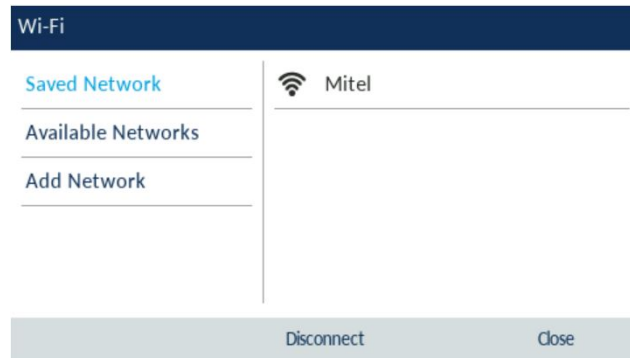 Wi-Fi
Saved Network
Mitel
Available Networks
Add Network
Disconnect
Close